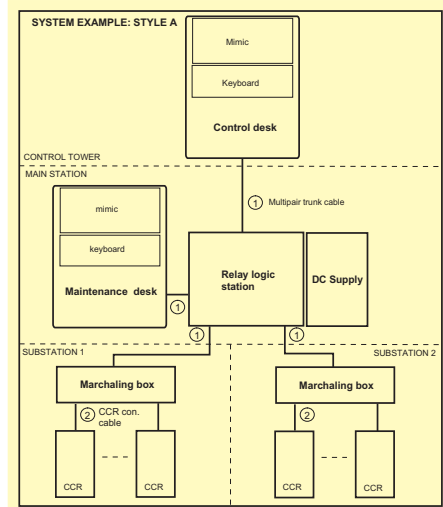 SYSTEM EXAMPLE: STYLE A
Mimic
Keyboard
Control desk
CONTROL TOWER
MAIN STATION
1 Multipair trunk cable
mimic
keyboard
Maintenance desk
Relay logic
station
DC Supply
1
1
1
SUBSTATION 1
SUBSTATION 2
Marchaling box
Marchaling box
2 CCR con.
cable
2
CCR
CCR
CCR
CCR